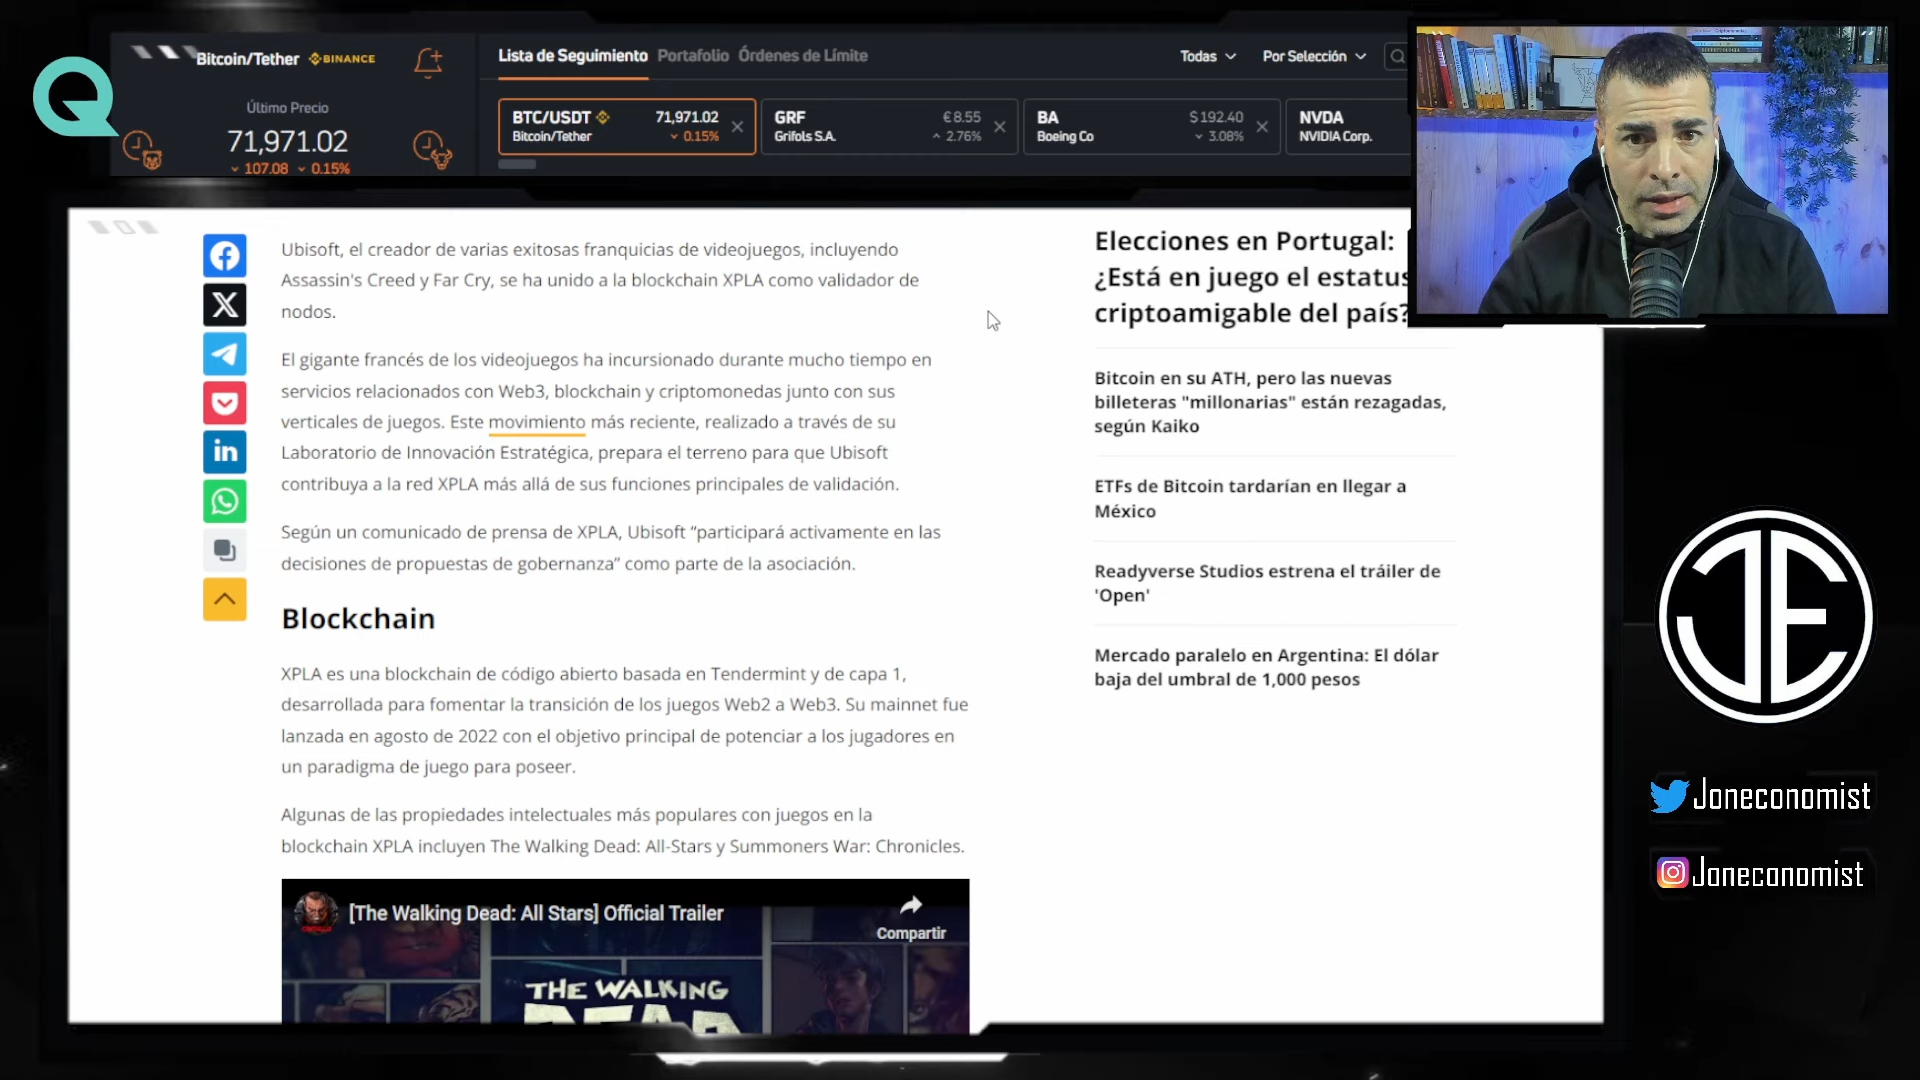 Bitcoin/Tether BINANCE
Último Precio
71,971.02
107.08 0.15%
Lista de Seguimiento Portafolio Órdenes de Límite
Todas Por Selección
BTC/USDT 71,971.02
Bitcoin/Tether 0.15%
GRF €8.55
Grifols S.A. 2.76%
BA $192.40
Boeing Co 3.08%
NVDA
NVIDIA Corp.
Ubisoft, el creador de varias exitosas franquicias de videojuegos, incluyendo
Assassin's Creed y Far Cry, se ha unido a la blockchain XPLA como validador de
nodos.
El gigante francés de los videojuegos ha incursionado durante mucho tiempo en
servicios relacionados con Web3, blockchain y criptomonedas junto con sus
verticales de juegos. Este movimiento más reciente, realizado a través de su
Laboratorio de Innovación Estratégica, prepara el terreno para que Ubisoft
contribuya a la red XPLA más allá de sus funciones principales de validación.
Según un comunicado de prensa de XPLA, Ubisoft “participará activamente en las
decisiones de propuestas de gobernanza” como parte de la asociación.
Blockchain
XPLA es una blockchain de código abierto basada en Tendermint y de capa 1,
desarrollada para fomentar la transición de los juegos Web2 a Web3. Su mainnet fue
lanzada en agosto de 2022 con el objetivo principal de potenciar a los jugadores en
un paradigma de juego para poseer.
Algunas de las propiedades intelectuales más populares con juegos en la
blockchain XPLA incluyen The Walking Dead: All-Stars y Summoners War: Chronicles.
[The Walking Dead: All Stars] Official Trailer
Compartir
THE WALKING
DEAD
Elecciones en Portugal:
¿Está en juego el estatus
criptoamigable del país?
Bitcoin en su ATH, pero las nuevas
billeteras "millonarias" están rezagadas,
según Kaiko
ETFs de Bitcoin tardarían en llegar a
México
Readyverse Studios estrena el tráiler de
'Open'
Mercado paralelo en Argentina: El dólar
baja del umbral de 1,000 pesos
JE
Joneconomist
Joneconomist